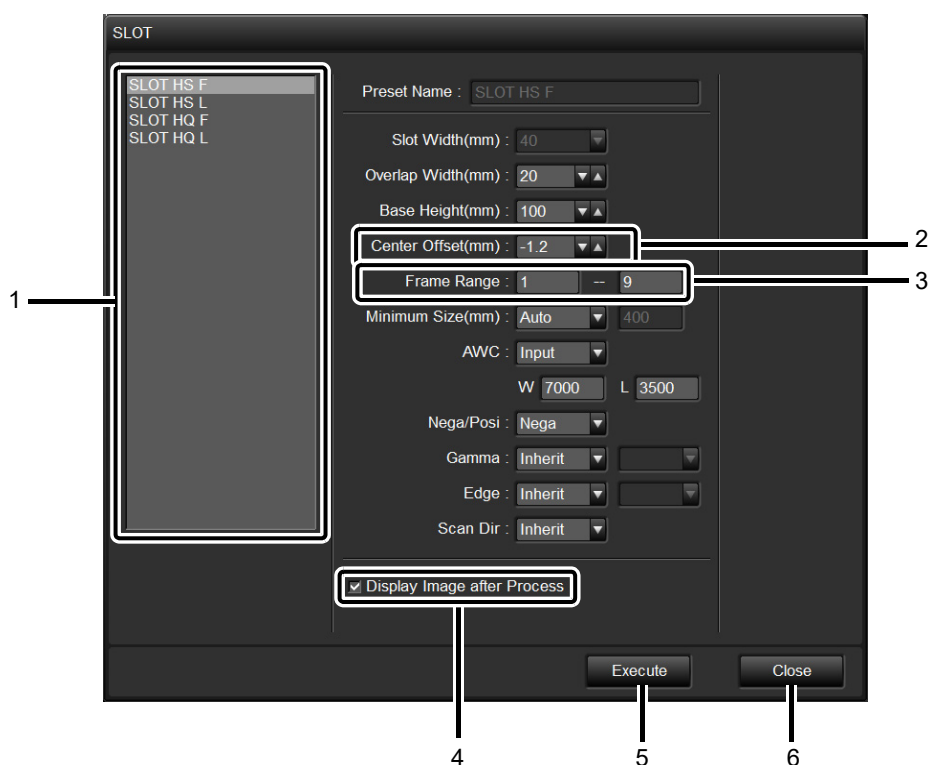 SLOT
SLOT HS F
SLOT HS L
SLOT HQ F
SLOT HQ L
Preset Name : SLOT HS F
Slot Width(mm) : 40
Overlap Width(mm) : 20
Base Height(mm) : 100
Center Offset(mm) : -1.2
Frame Range : 1 -- 9
Minimum Size(mm) : Auto 400
AWC : Input
W 7000 L 3500
Nega/Posi : Nega
Gamma : Inherit
Edge : Inherit
Scan Dir : Inherit
Display Image after Process
Execute Close
1
2
3
4
5
6